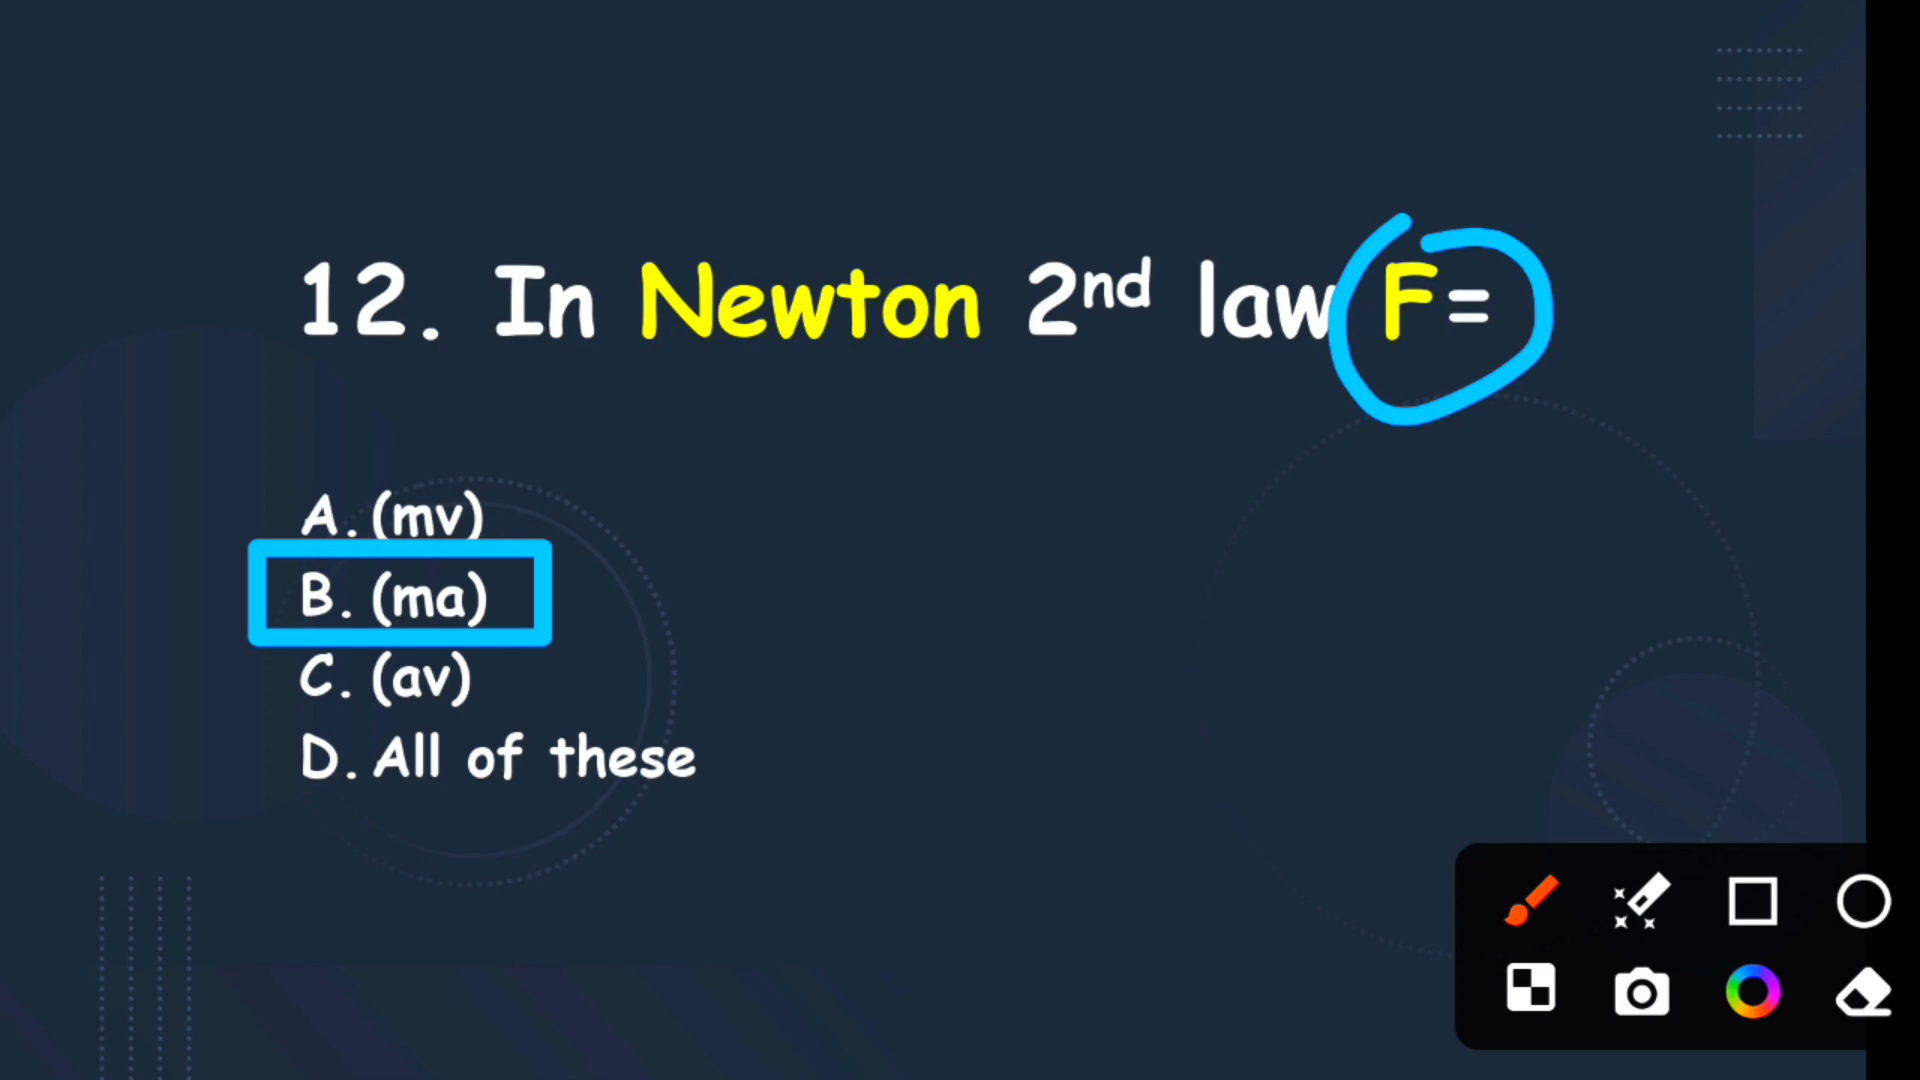 12. In Newton 2nd law F=
A. (mv)
B. (ma)
C. (av)
D. All of these